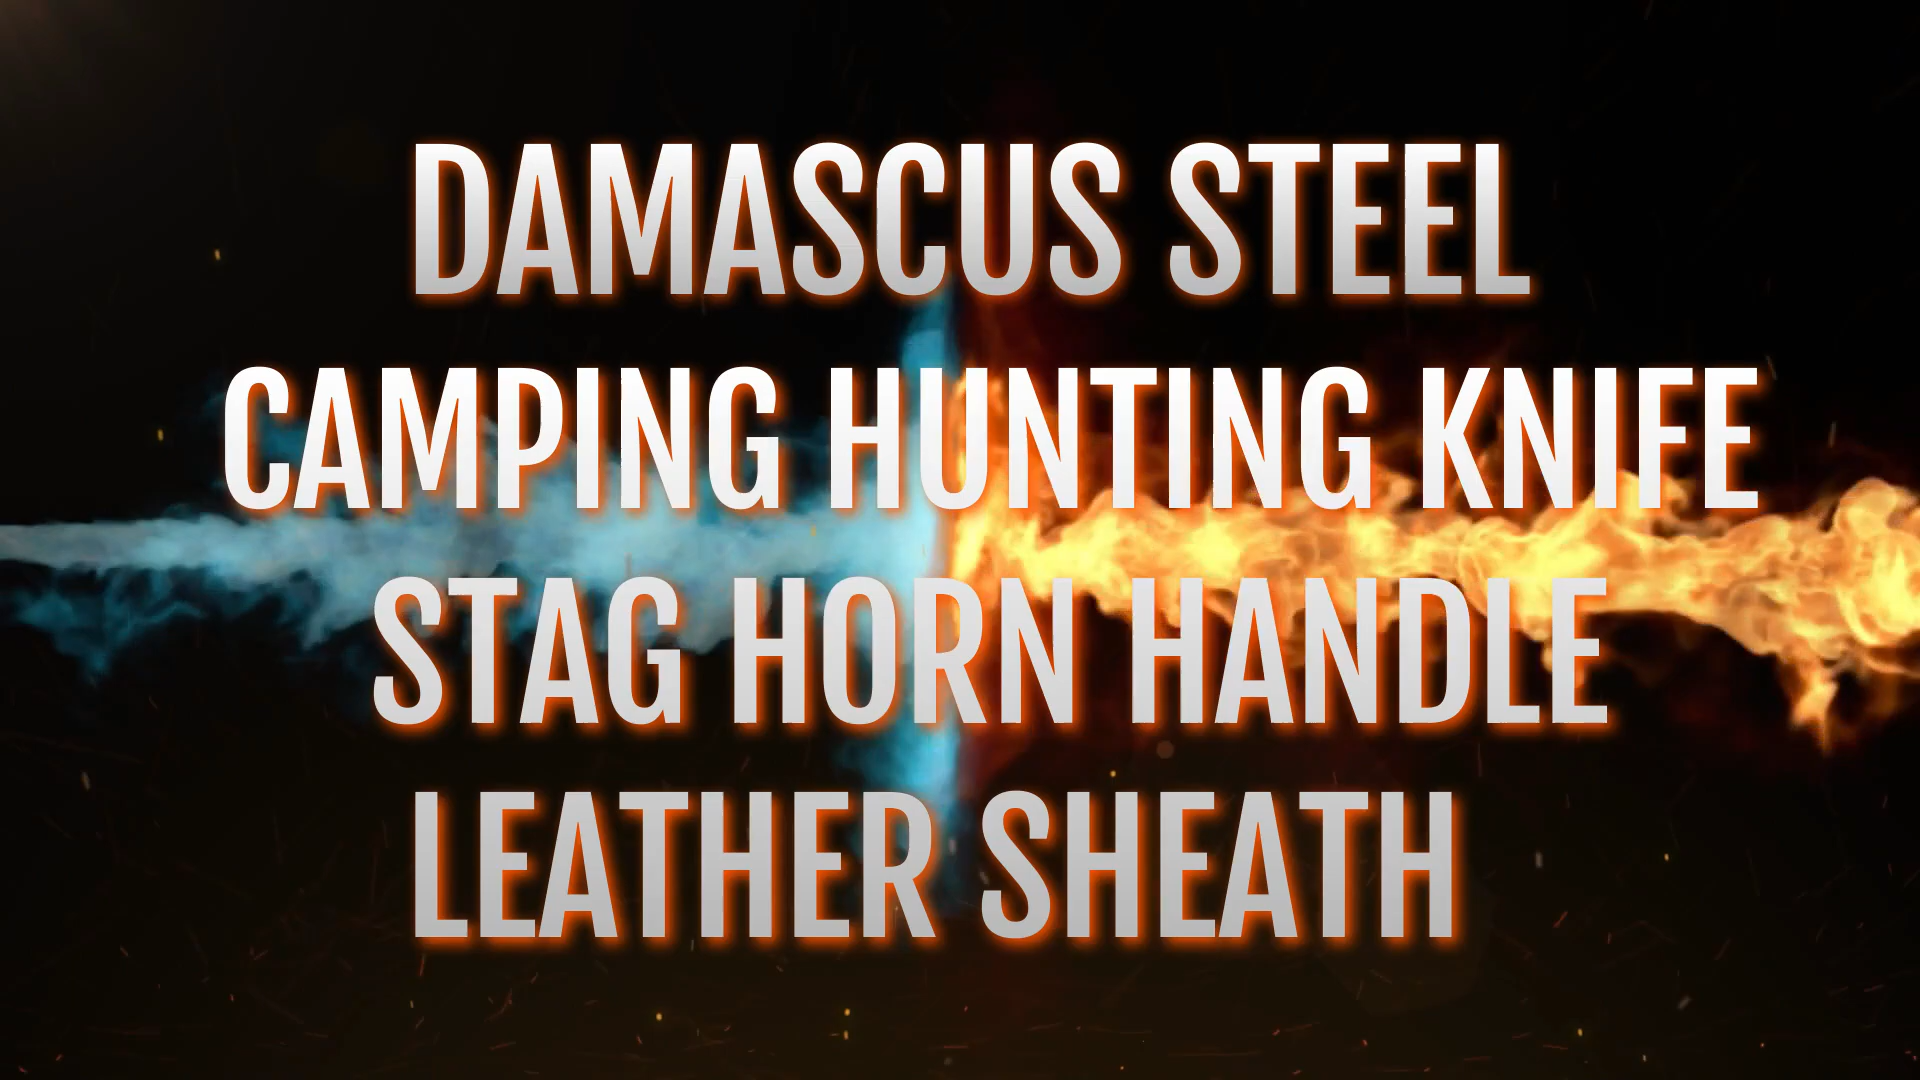 DAMASCUS STEEL
CAMPING HUNTING KNIFE
STAG HORN HANDLE
LEATHER SHEATH